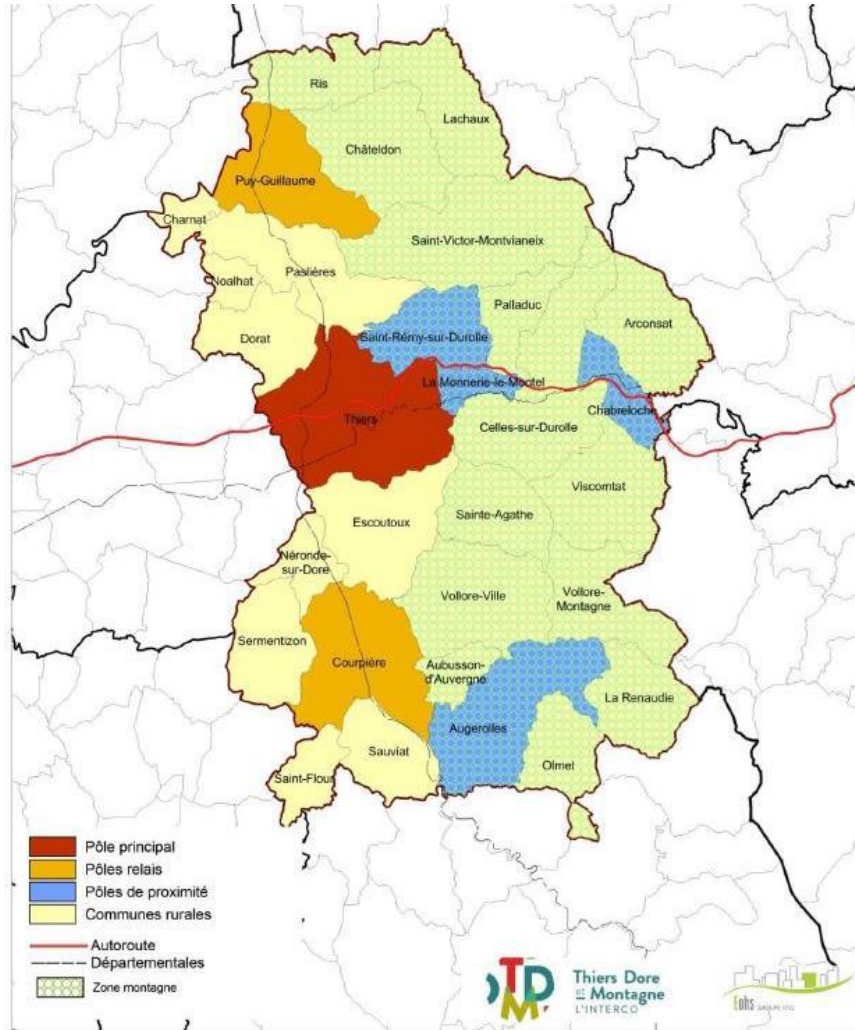 Ris
Lachaux
Châteldon
Puy-Guillaume
Charnat
Saint-Victor-Montvianeix
Paslières
Noalhat
Palladuc
Arconsat
Dorat
Saint-Rémy-sur-Durolle
La Monnerie-le-Montel
Chabreloche
Thiers
Celles-sur-Durolle
Viscomtat
Escoutoux
Sainte-Agathe
Néronde-
sur-Dore
Vollore-Ville
Vollore-
Montagne
Sermentizon
Courpière
Aubusson-
d'Auvergne
La Renaudie
Augerolles
Sauviat
Olmet
Saint-Flour
Pôle principal
Pôles relais
Pôles de proximité
Communes rurales
Autoroute
Départementales
Zone montagne
TDM
Thiers Dore
et Montagne
L'INTERCO
Eohs